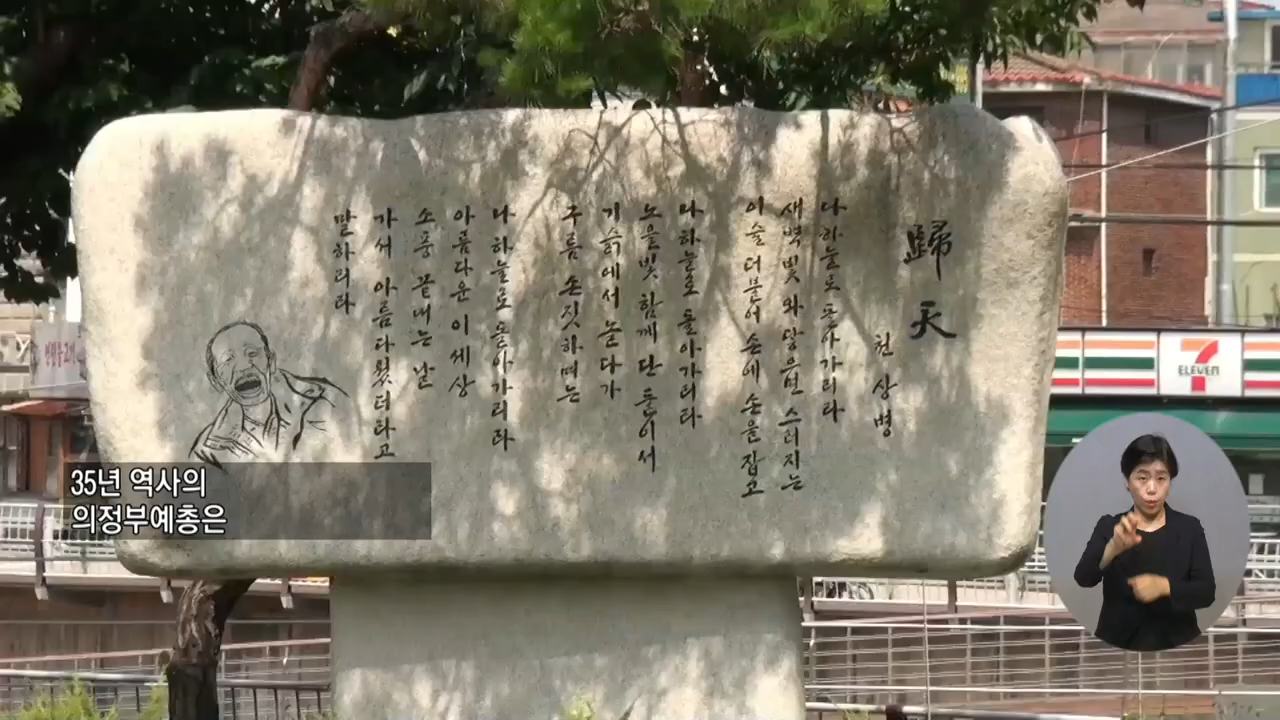 歸天
천상병
나 하늘로 돌아가리라
새벽빛 와 닿으면 스러지는
이슬 더불어 손에 손을 잡고
나 하늘로 돌아가리라
노을빛 함께 단 둘이서
기슭에서 놀다가
구름 손짓하며는
나 하늘로 돌아가리라
아름다운 이 세상
소풍 끝내는 날
가서 아름다웠더라고
말하리라
35년 역사의
의정부예총은
7
ELEVEN